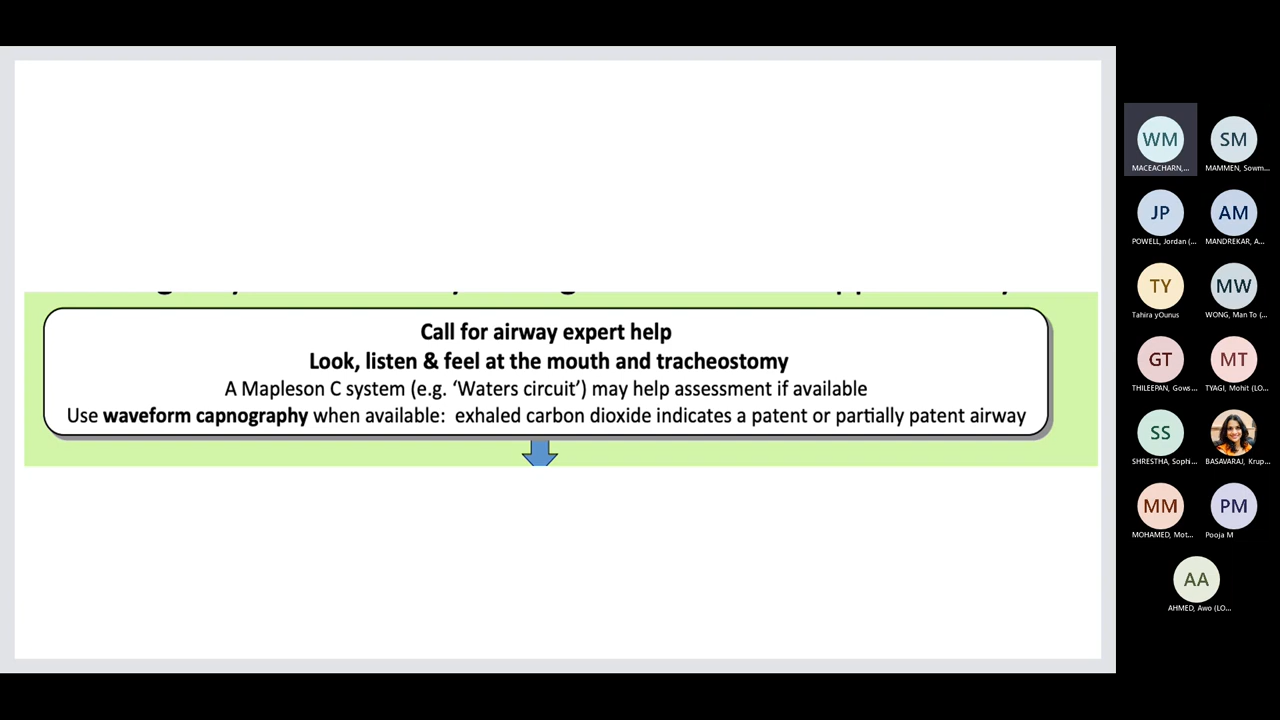 Call for airway expert help
Look, listen & feel at the mouth and tracheostomy
A Mapleson C system (e.g. ‘Waters circuit’) may help assessment if available
Use waveform capnography when available:  exhaled carbon dioxide indicates a patent or partially patent airway
WM
MACEACHARN,...
SM
MAMMEN, Sowm...
JP
POWELL, Jordan (...
AM
MANDREKAR, A...
TY
Tahira yOunus
MW
WONG, Man To (...
GT
THILEEPAN, Gows...
MT
TYAGI, Mohit (LO...
SS
SHRESTHA, Sophi...
BASAVARAJ, Krup...
MM
MOHAMED, Mot...
PM
Pooja M
AA
AHMED, Awo (LO...